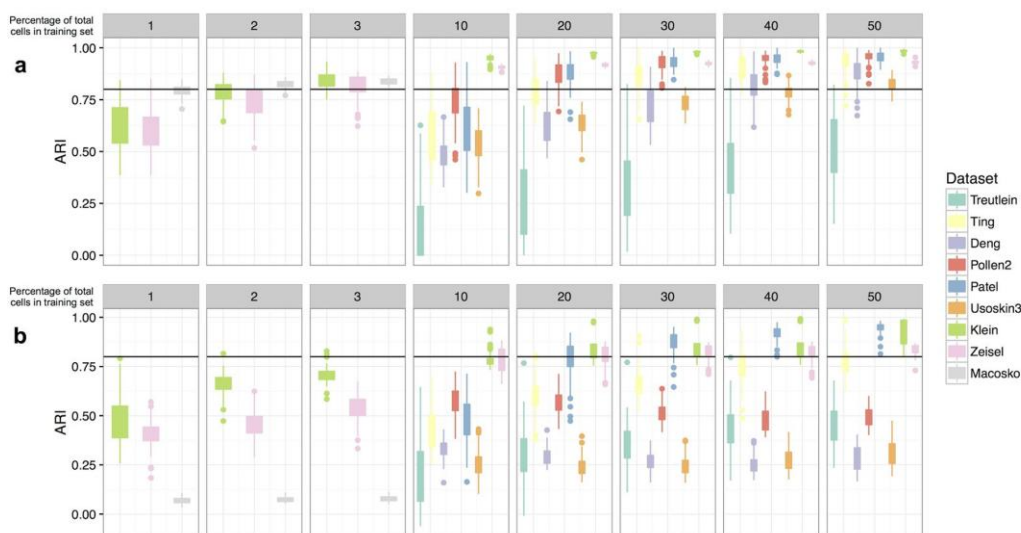 Percentage of total
cells in training set
1 2 3 10 20 30 40 50
a
1.00
0.75
0.50
0.25
0.00
ARI
Percentage of total
cells in training set
1 2 3 10 20 30 40 50
b
1.00
0.75
0.50
0.25
0.00
ARI
Dataset
Treutlein
Ting
Deng
Pollen2
Patel
Usoskin3
Klein
Zeisel
Macosko